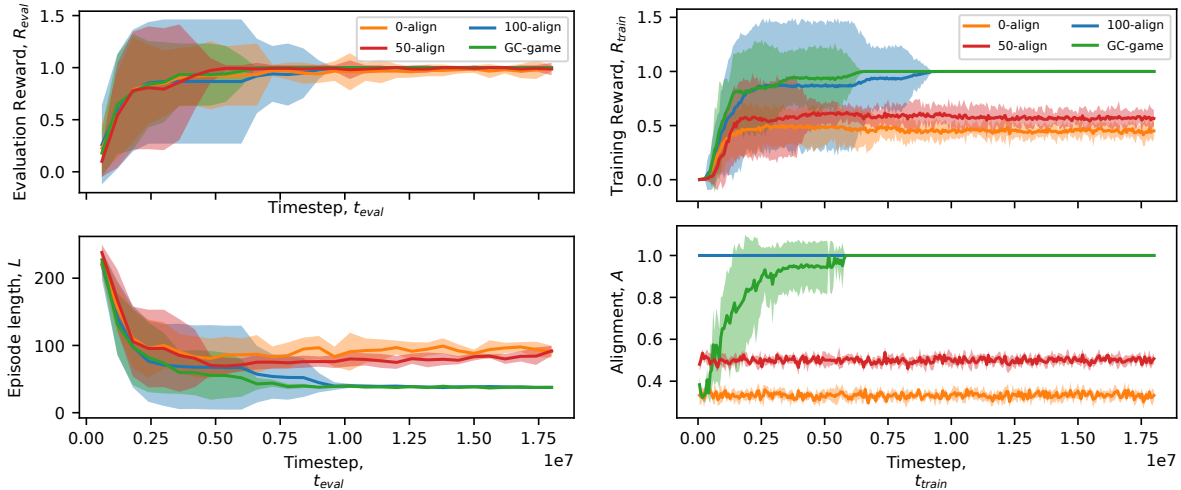 Evaluation Reward, R_eval
1.5
1.0
0.5
0.0
0-align
50-align
100-align
GC-game
Timestep, t_eval
Training Reward, R_train
1.5
1.0
0.5
0.0
0-align
50-align
100-align
GC-game
Episode length, L
200
100
0
0.00 0.25 0.50 0.75 1.00 1.25 1.50 1.75
1e7
Timestep,
t_eval
Alignment, A
1.0
0.8
0.6
0.4
0.00 0.25 0.50 0.75 1.00 1.25 1.50 1.75
1e7
Timestep,
t_train